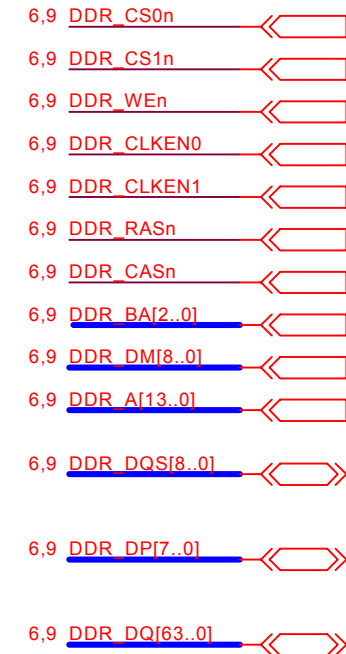 6,9 DDR_CS0n
6,9 DDR_CS1n
6,9 DDR_WEn
6,9 DDR_CLKEN0
6,9 DDR_CLKEN1
6,9 DDR_RASn
6,9 DDR_CASn
6,9 DDR_BA[2..0]
6,9 DDR_DM[8..0]
6,9 DDR_A[13..0]
6,9 DDR_DQS[8..0]
6,9 DDR_DP[7..0]
6,9 DDR_DQ[63..0]